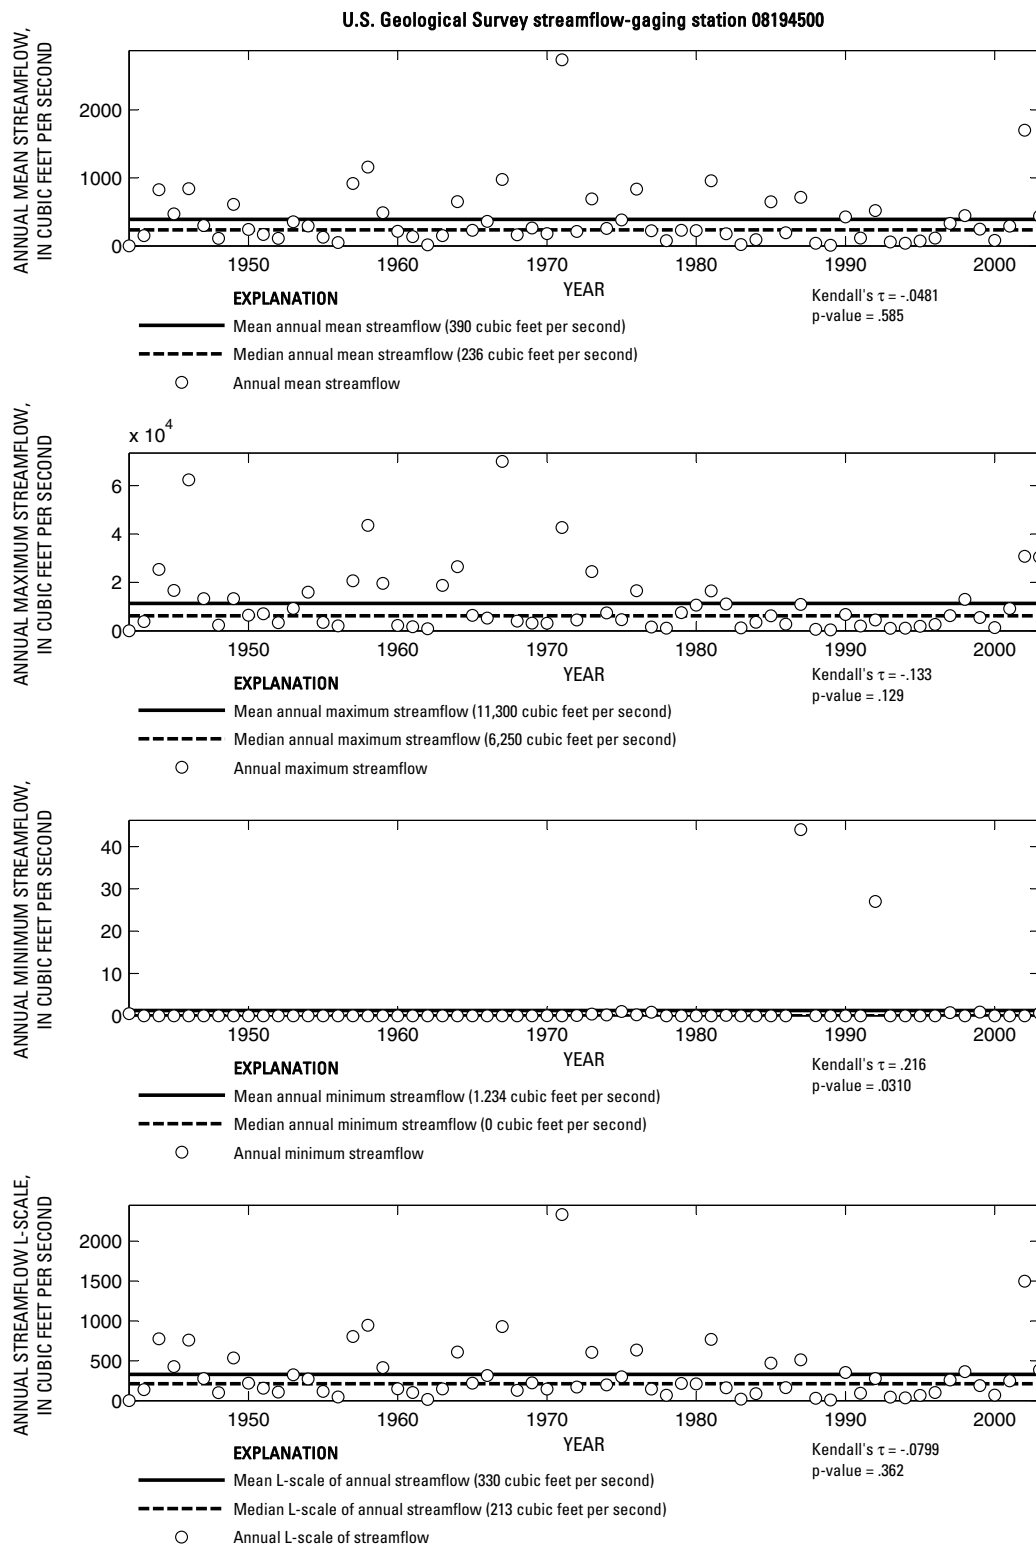 U.S. Geological Survey streamflow-gaging station 08194500
ANNUAL MEAN STREAMFLOW,
IN CUBIC FEET PER SECOND
2000
1000
0
1950
1960
1970
1980
1990
2000
YEAR
Kendall's τ = -.0481
p-value = .585
EXPLANATION
Mean annual mean streamflow (390 cubic feet per second)
Median annual mean streamflow (236 cubic feet per second)
Annual mean streamflow
ANNUAL MAXIMUM STREAMFLOW,
IN CUBIC FEET PER SECOND
x 10^4
6
4
2
0
1950
1960
1970
1980
1990
2000
YEAR
Kendall's τ = -.133
p-value = .129
EXPLANATION
Mean annual maximum streamflow (11,300 cubic feet per second)
Median annual maximum streamflow (6,250 cubic feet per second)
Annual maximum streamflow
ANNUAL MINIMUM STREAMFLOW,
IN CUBIC FEET PER SECOND
40
30
20
10
0
1950
1960
1970
1980
1990
2000
YEAR
Kendall's τ = .216
p-value = .0310
EXPLANATION
Mean annual minimum streamflow (1.234 cubic feet per second)
Median annual minimum streamflow (0 cubic feet per second)
Annual minimum streamflow
ANNUAL STREAMFLOW L-SCALE,
IN CUBIC FEET PER SECOND
2000
1500
1000
500
0
1950
1960
1970
1980
1990
2000
YEAR
Kendall's τ = -.0799
p-value = .362
EXPLANATION
Mean L-scale of annual streamflow (330 cubic feet per second)
Median L-scale of annual streamflow (213 cubic feet per second)
Annual L-scale of streamflow